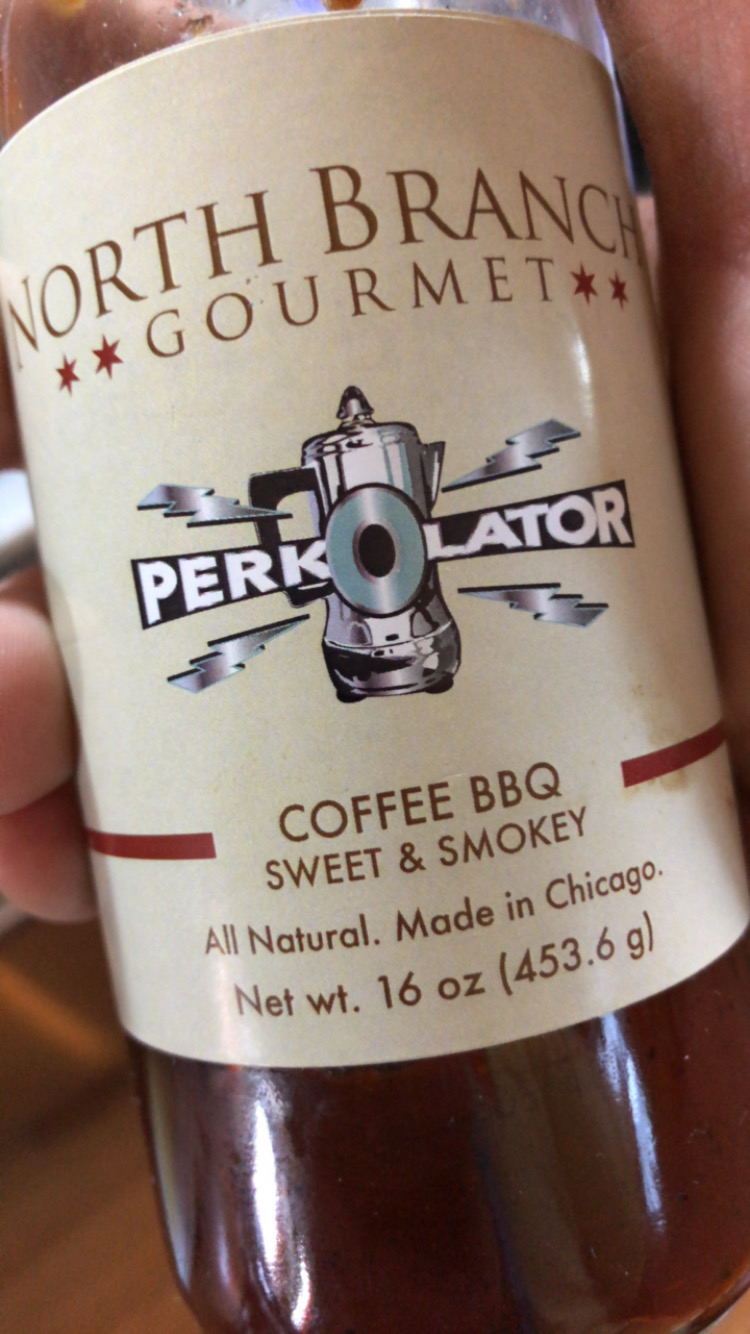 NORTH BRANCH
GOURMET
PERKOLATOR
COFFEE BBQ
SWEET & SMOKEY
All Natural. Made in Chicago.
Net wt. 16 oz (453.6 g)